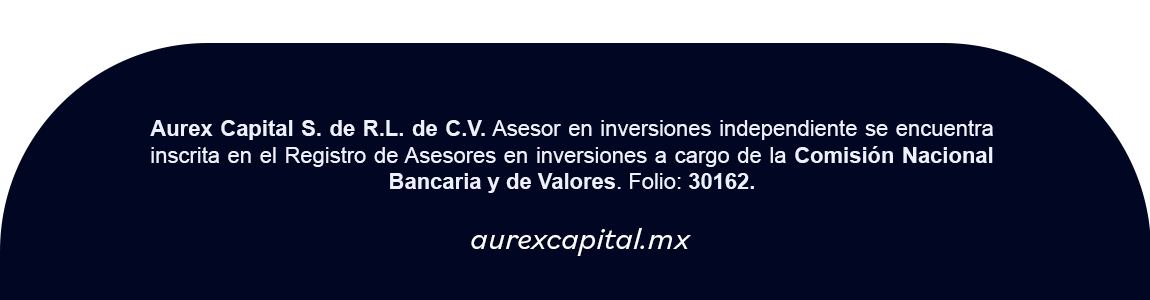 Aurex Capital S. de R.L. de C.V. Asesor en inversiones independiente se encuentra
inscrita en el Registro de Asesores en inversiones a cargo de la Comisión Nacional
Bancaria y de Valores. Folio: 30162.
aurexcapital.mx